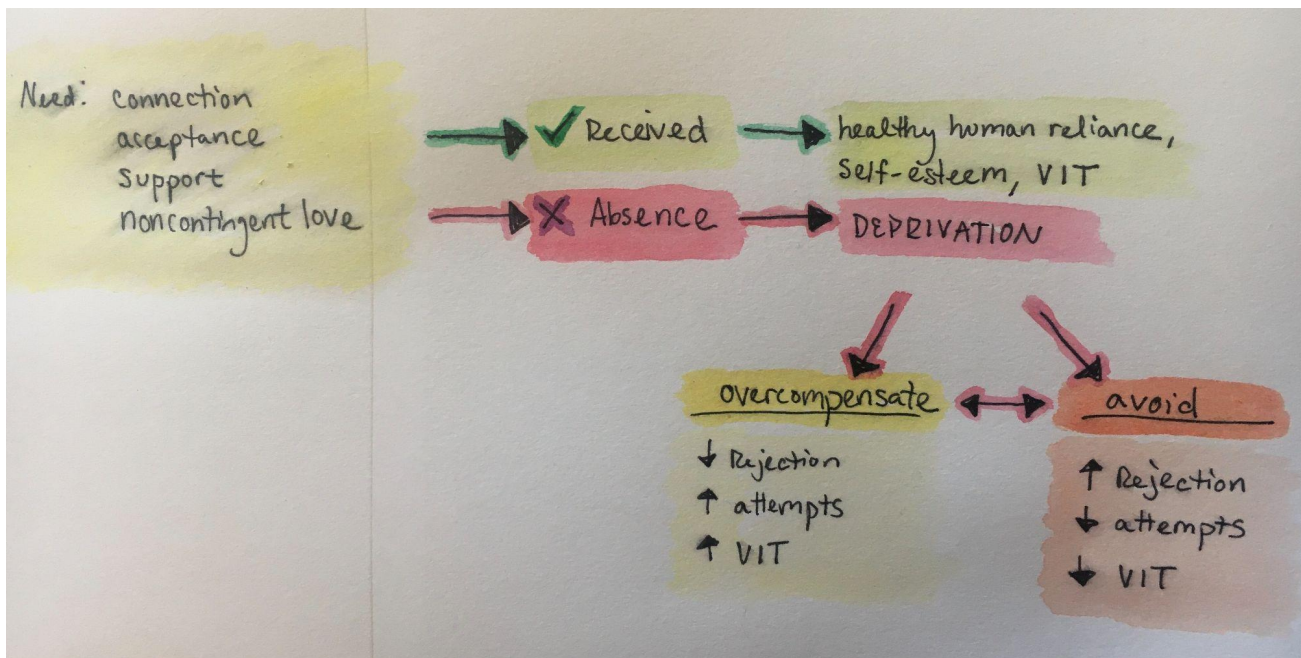 Need: connection
acceptance
support
noncontingent love
✓ Received
healthy human reliance,
self-esteem, VIT
X Absence
DEPRIVATION
overcompensate
↓ Rejection
↑ attempts
↑ VIT
avoid
↑ Rejection
↓ attempts
↓ VIT